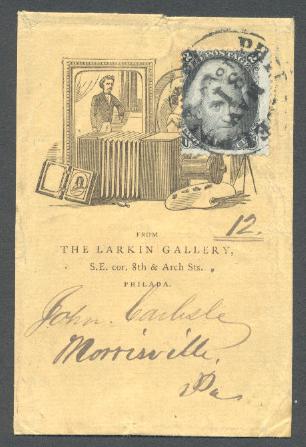 12.
FROM
THE LARKIN GALLERY,
S.E. cor. 8th & Arch Sts.
PHILADA.
John Carlisle
Morrisville,
Pa